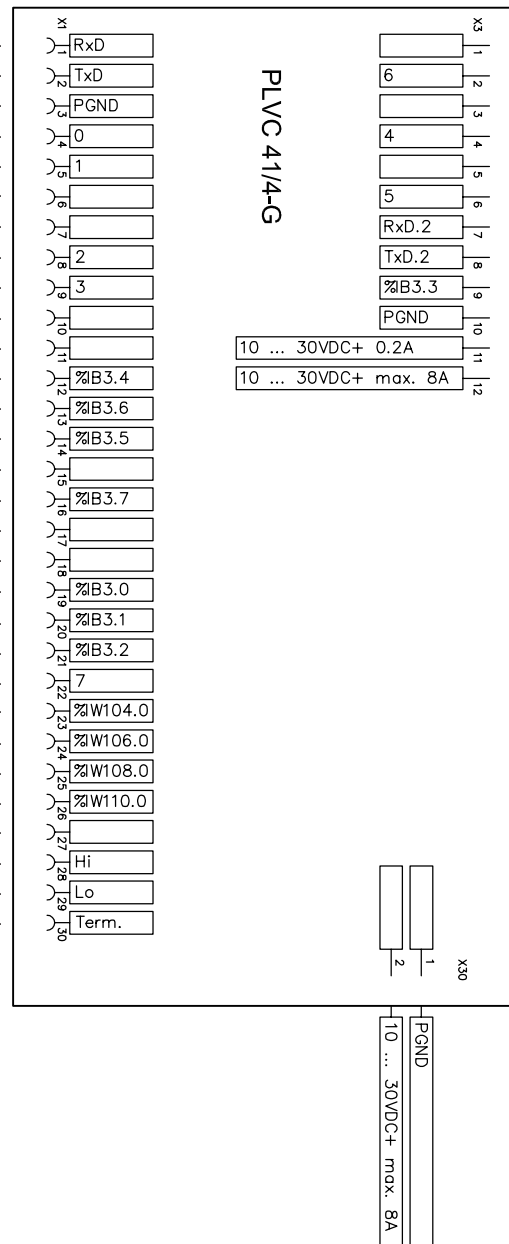 X1
1 RxD
2 TxD
3 PGND
4 0
5 1
6
7
8 2
9 3
10
11
12 %IB3.4
13 %IB3.6
14 %IB3.5
15
16 %IB3.7
17
18
19 %IB3.0
20 %IB3.1
21 %IB3.2
22 7
23 %IW104.0
24 %IW106.0
25 %IW108.0
26 %IW110.0
27
28 Hi
29 Lo
30 Term.
PLVC 41/4-G
X3
1
6 2
3
4 4
5
5 6
RxD.2 7
TxD.2 8
%IB3.3 9
PGND 10
10 ... 30VDC+ 0.2A 11
10 ... 30VDC+ max. 8A 12
X30
1
2
PGND
10 ... 30VDC+ max. 8A